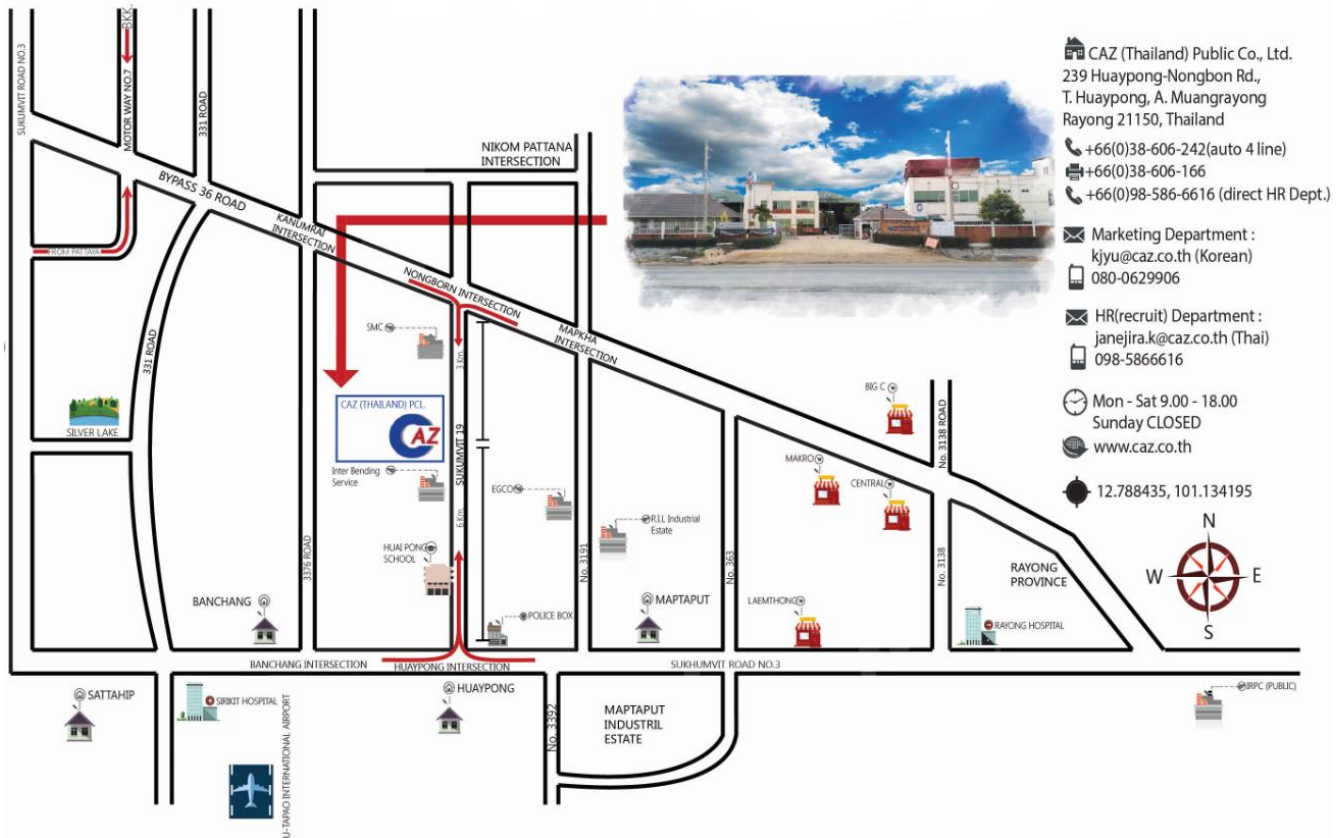 SUKUMVIT ROAD NO.3
BKK.
MOTOR WAY NO.7
331 ROAD
BYPASS 36 ROAD
FROM PATTAYA
KANUMRAI
INTERSECTION
NIKOM PATTANA
INTERSECTION
NONGBORN INTERSECTION
MAPKHA
INTERSECTION
331 ROAD
SMC
3 Km.
CAZ (THAILAND) PCL.
CAZ
SUKUMVIT 19
SILVER LAKE
Inter Bending
Service
EGCO
6 Km.
R.I.L Industrial
Estate
HUAI PONG
SCHOOL
3376 ROAD
No. 3191
No. 363
BIG C
No. 3138 ROAD
MAKRO
CENTRAL
No. 3138
RAYONG
PROVINCE
BANCHANG
POLICE BOX
MAPTAPUT
LAEMTHONG
RAYONG HOSPITAL
BANCHANG INTERSECTION
HUAYPONG INTERSECTION
SUKHUMVIT ROAD NO.3
SATTAHIP
SIRIKIT HOSPITAL
U-TAPAO INTERNATIONAL AIRPORT
HUAYPONG
No. 3392
MAPTAPUT
INDUSTRIL
ESTATE
IRPC (PUBLIC)
CAZ (Thailand) Public Co., Ltd.
239 Huaypong-Nongbon Rd.,
T. Huaypong, A. Muangrayong
Rayong 21150, Thailand
+66(0)38-606-242(auto 4 line)
+66(0)38-606-166
+66(0)98-586-6616 (direct HR Dept.)
Marketing Department :
kjyu@caz.co.th (Korean)
080-0629906
HR(recruit) Department :
janejira.k@caz.co.th (Thai)
098-5866616
Mon - Sat 9.00 - 18.00
Sunday CLOSED
www.caz.co.th
12.788435, 101.134195
N
W
E
S